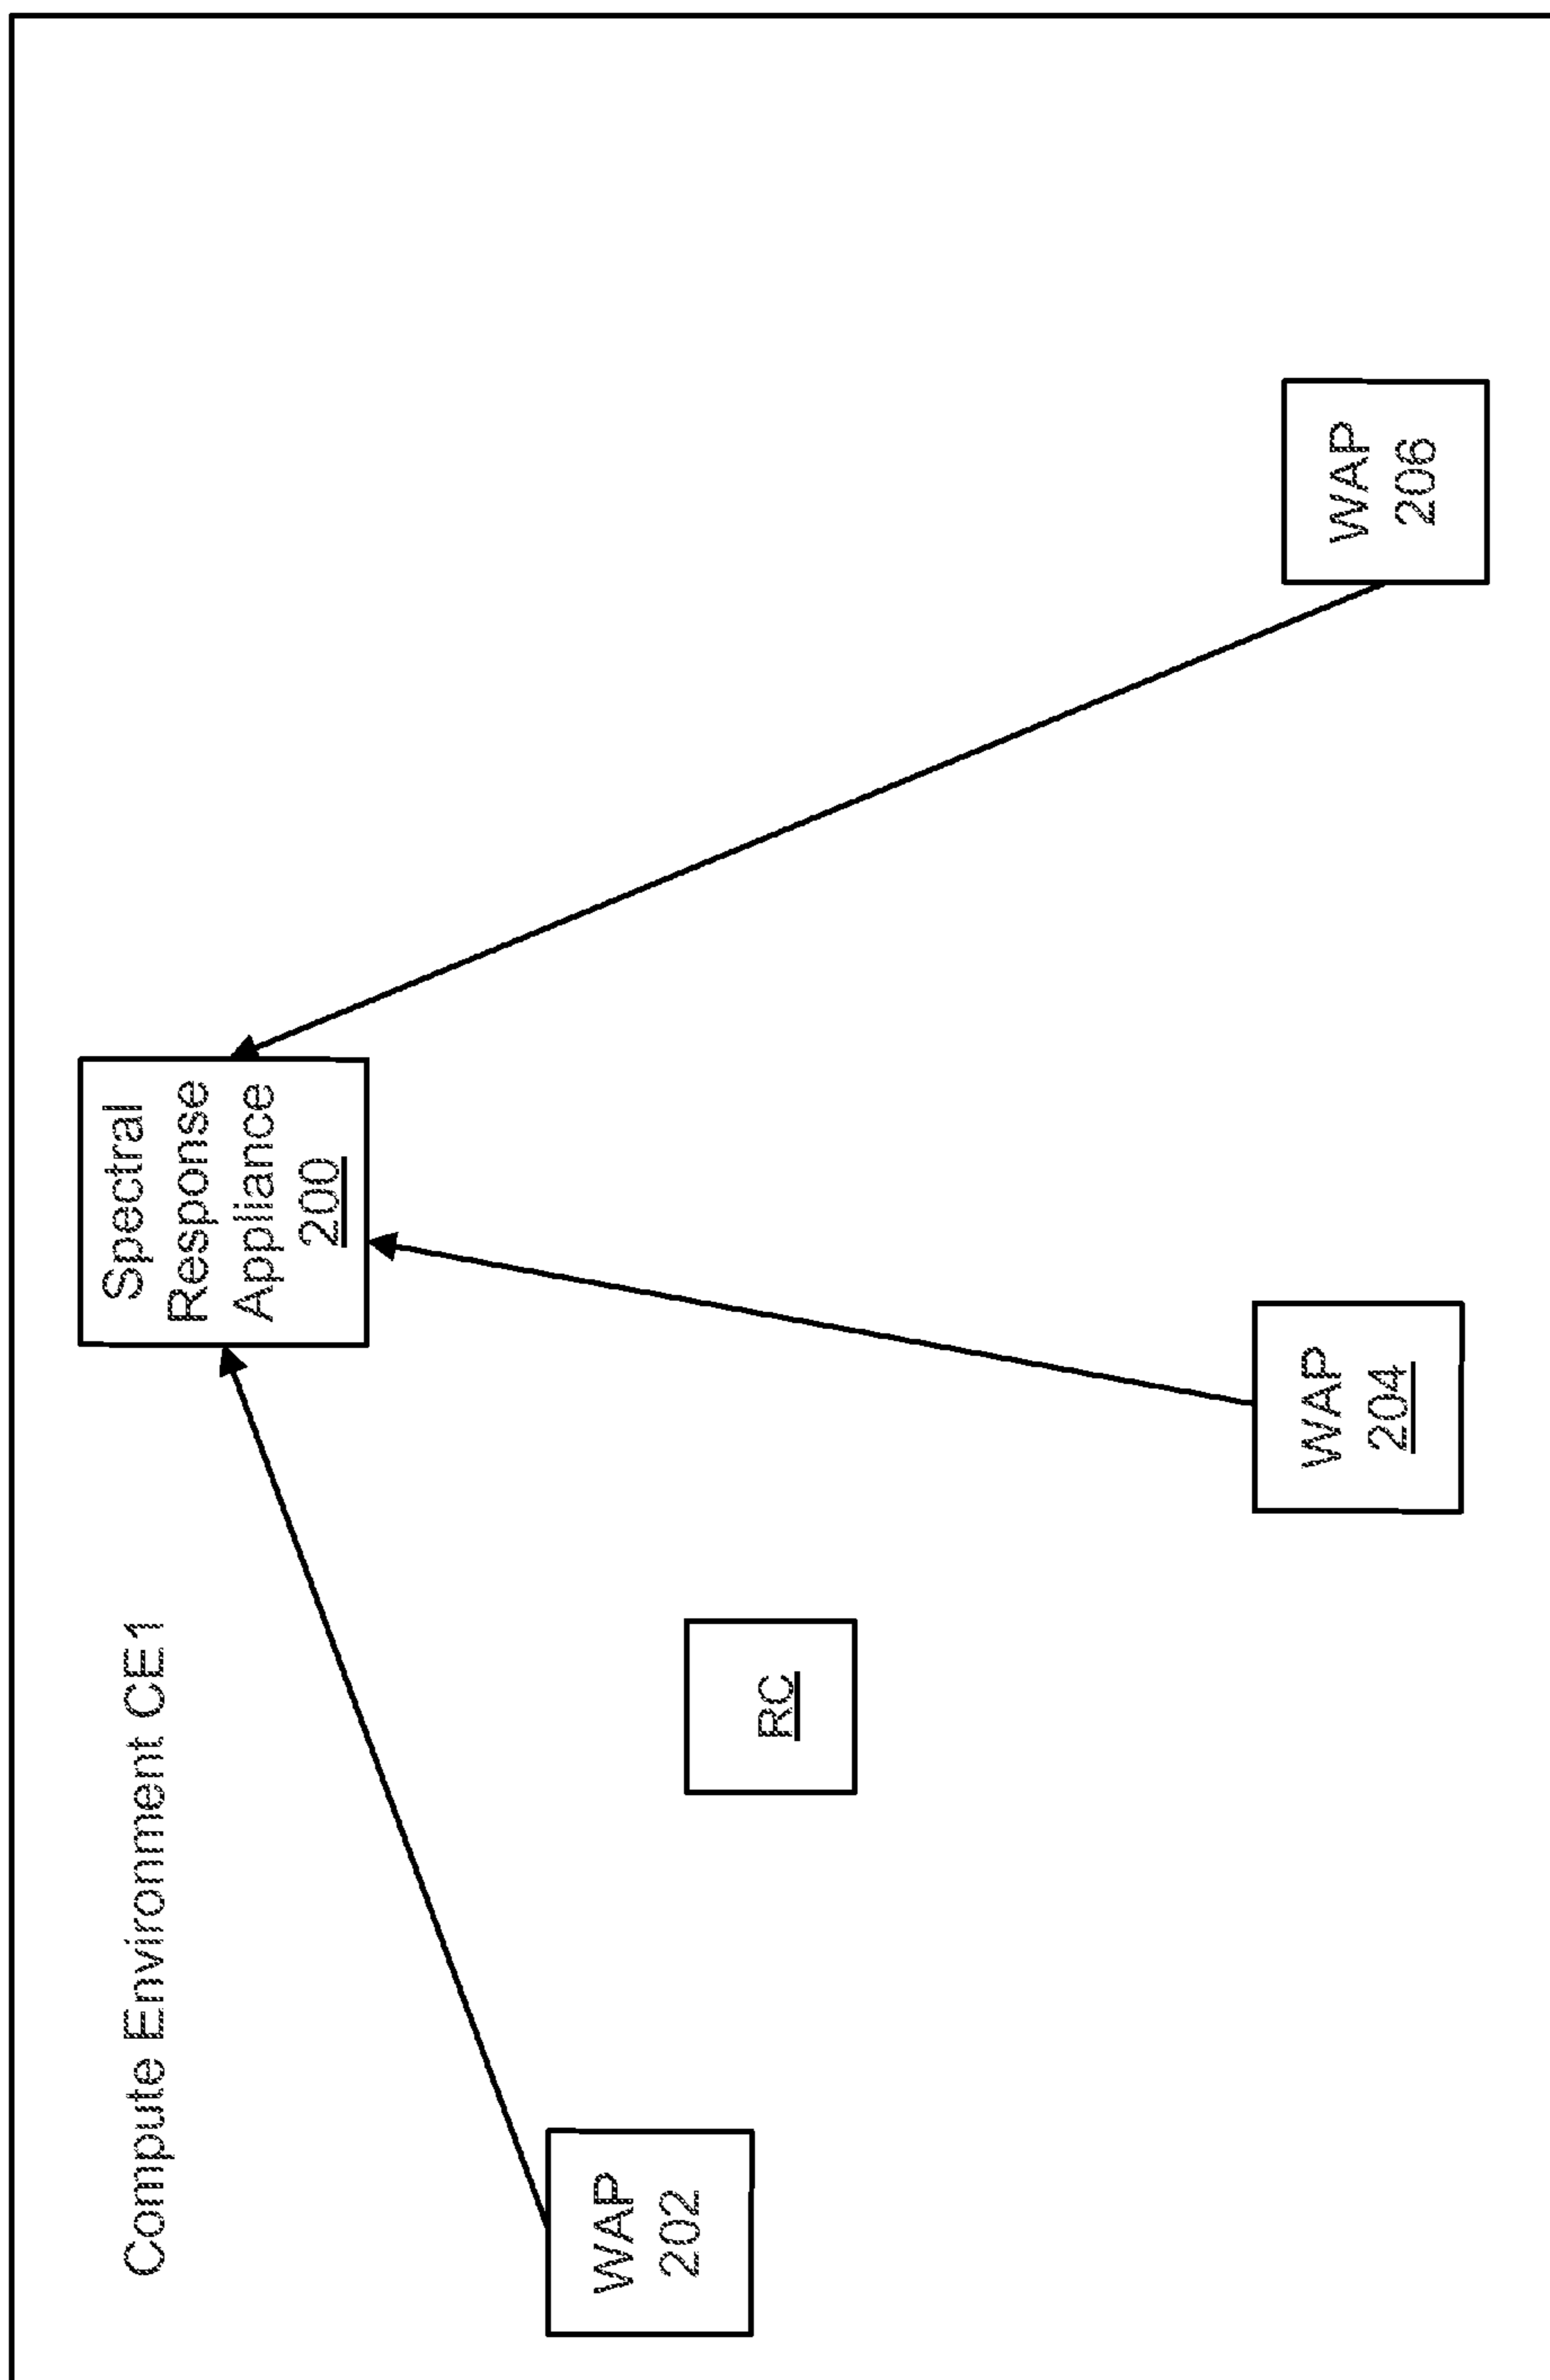 Compute Environment CE1
Spectral
Response
Appliance
200
WAP
202
RC
WAP
204
WAP
206